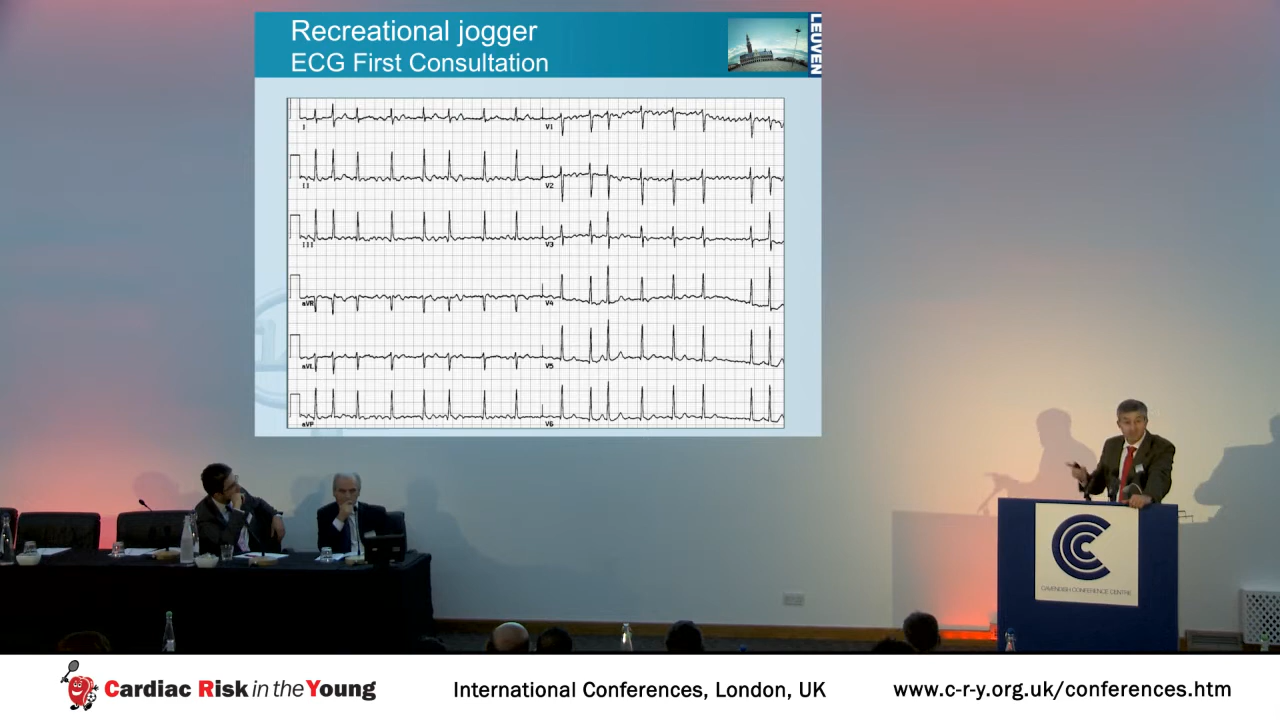 Recreational jogger
ECG First Consultation
LEUVEN
I
V1
II
V2
III
V3
aVR
V4
aVL
V5
aVF
V6
CAVENDISH CONFERENCE CENTRE
Cardiac Risk in the Young
International Conferences, London, UK
www.c-r-y.org.uk/conferences.htm